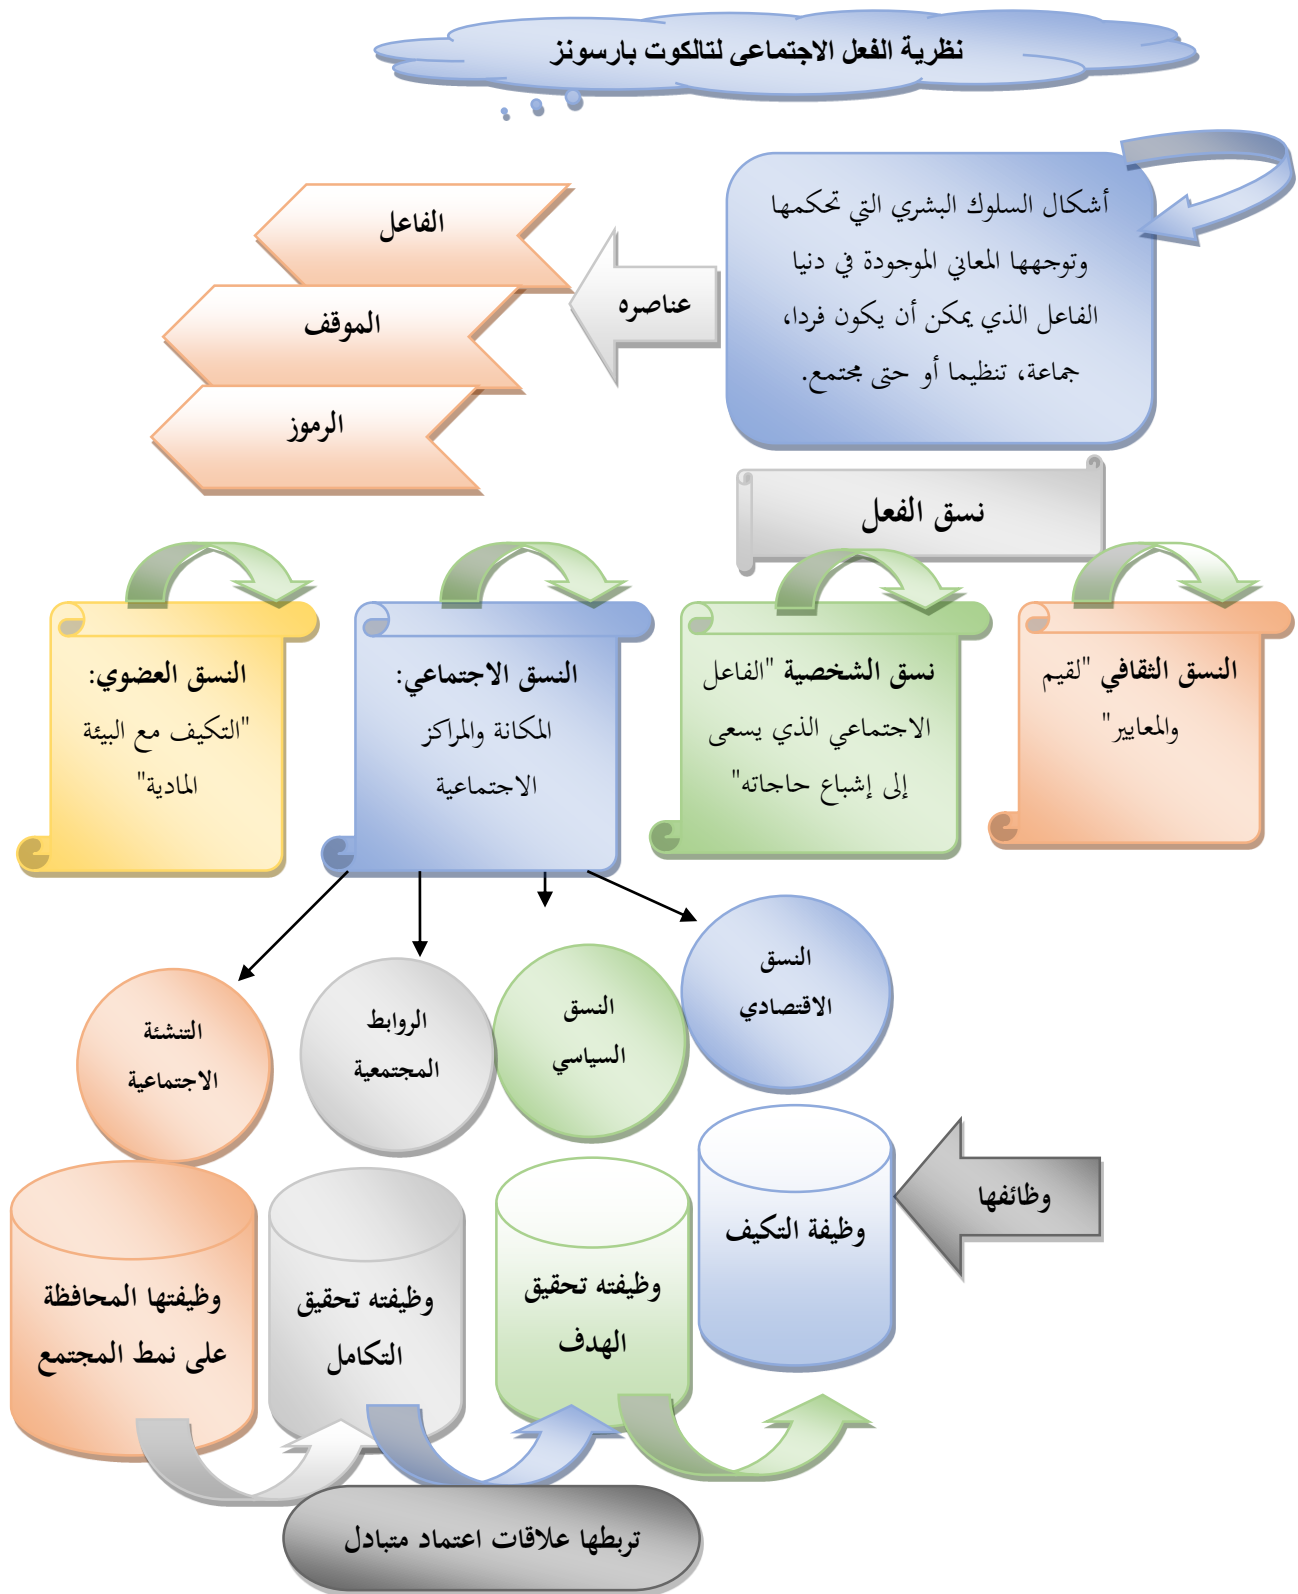 نظرية الفعل الاجتماعى لتالكوت بارسونز
أشكال السلوك البشري التي تحكمها
وتوجهها المعاني الموجودة في دنيا
الفاعل الذي يمكن أن يكون فردا،
جماعة، تنظيما أو حتى مجتمع.
عناصره
الفاعل
الموقف
الرموز
نسق الفعل
النسق الثقافي "لقيم
والمعايير"
نسق الشخصية "الفاعل
الاجتماعي الذي يسعى
إلى إشباع حاجاته"
النسق الاجتماعي:
المكانة والمراكز
الاجتماعية
النسق العضوي:
"التكيف مع البيئة
المادية"
النسق
الاقتصادي
النسق
السياسي
الروابط
المجتمعية
التنشئة
الاجتماعية
وظائفها
وظيفة التكيف
وظيفته تحقيق
الهدف
وظيفته تحقيق
التكامل
وظيفتها المحافظة
على نمط المجتمع
تربطها علاقات اعتماد متبادل